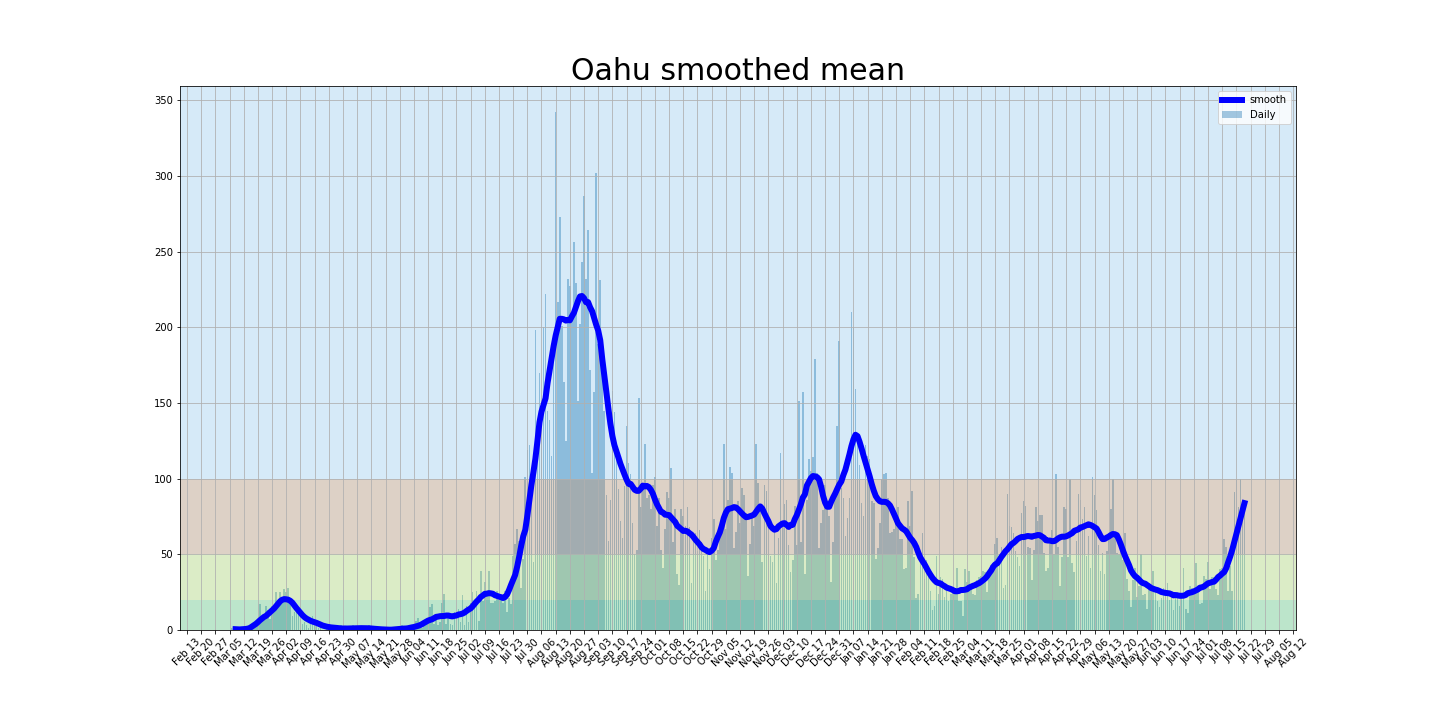 Oahu smoothed mean
smooth
Daily
350
300
250
200
150
100
50
0
Feb 13
Feb 20
Feb 27
Mar 05
Mar 12
Mar 19
Mar 26
Apr 02
Apr 09
Apr 16
Apr 23
Apr 30
May 07
May 14
May 21
May 28
Jun 04
Jun 11
Jun 18
Jun 25
Jul 02
Jul 09
Jul 16
Jul 23
Jul 30
Aug 06
Aug 13
Aug 20
Aug 27
Sep 03
Sep 10
Sep 17
Sep 24
Oct 01
Oct 08
Oct 15
Oct 22
Oct 29
Nov 05
Nov 12
Nov 19
Nov 26
Dec 03
Dec 10
Dec 17
Dec 24
Dec 31
Jan 07
Jan 14
Jan 21
Jan 28
Feb 04
Feb 11
Feb 18
Feb 25
Mar 04
Mar 11
Mar 18
Mar 25
Apr 01
Apr 08
Apr 15
Apr 22
Apr 29
May 06
May 13
May 20
May 27
Jun 03
Jun 10
Jun 17
Jun 24
Jul 01
Jul 08
Jul 15
Jul 22
Jul 29
Aug 05
Aug 12